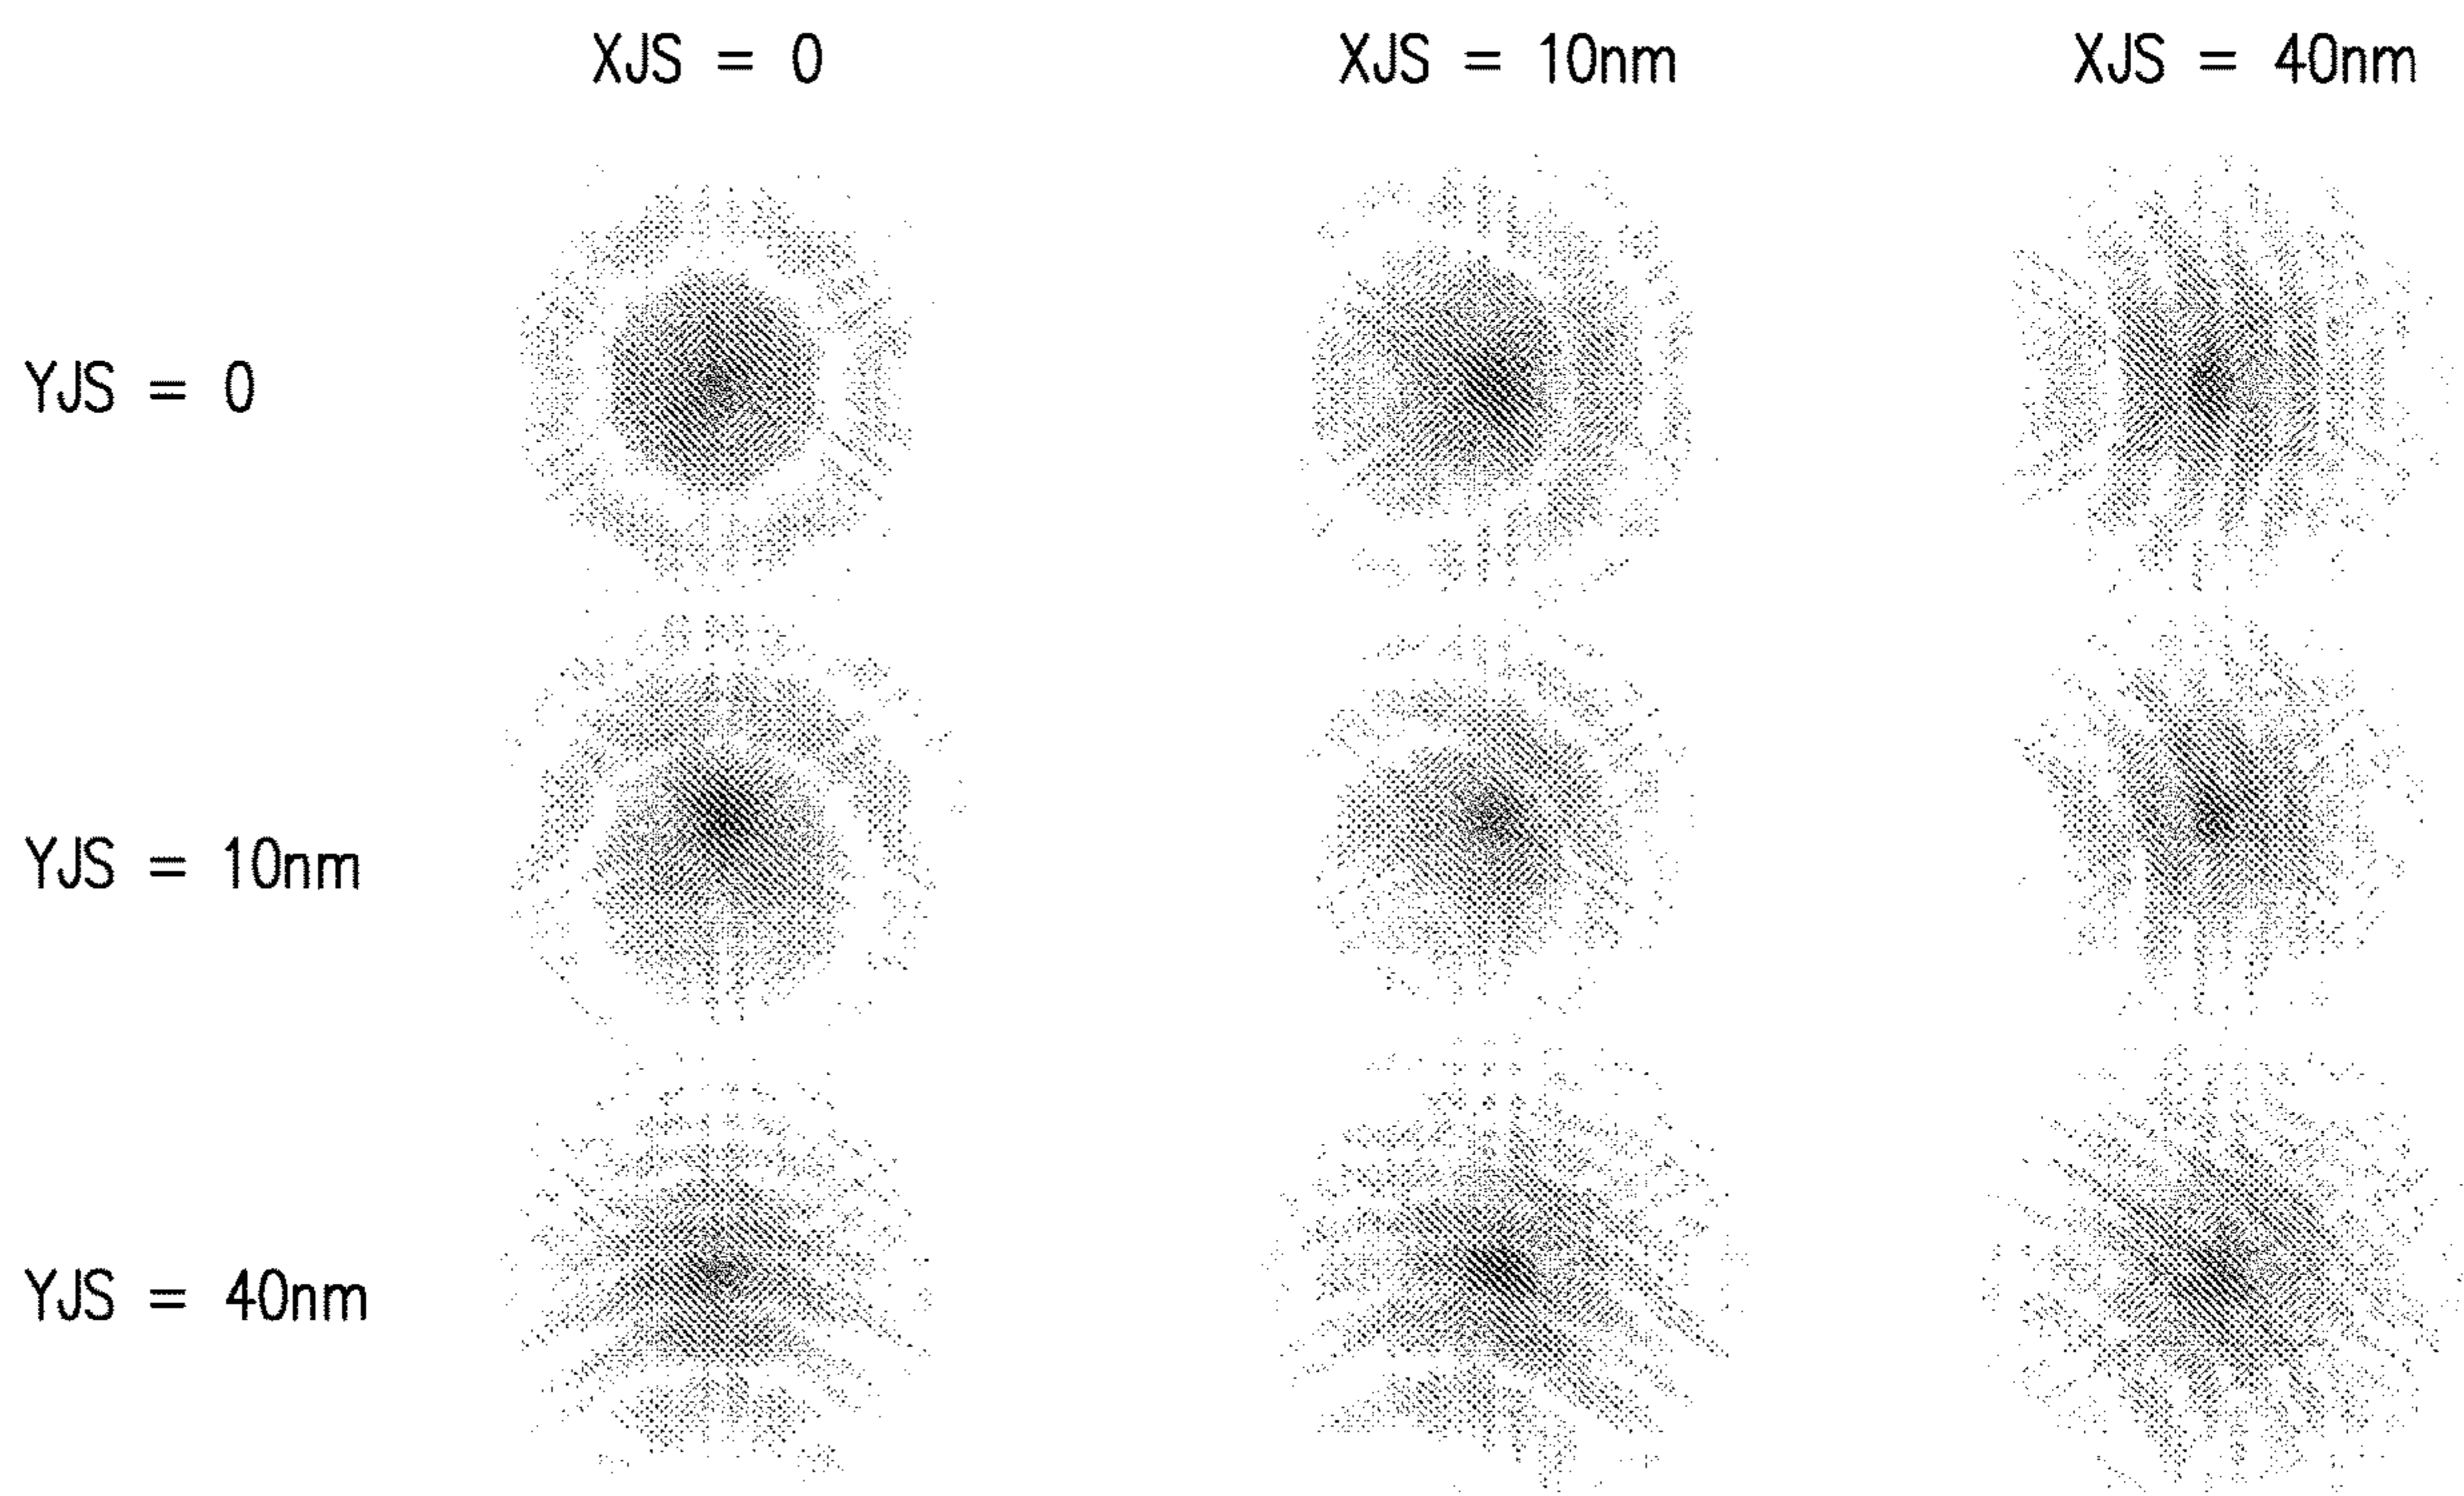 XJS = 0 XJS = 10nm XJS = 40nm
YJS = 0
YJS = 10nm
YJS = 40nm